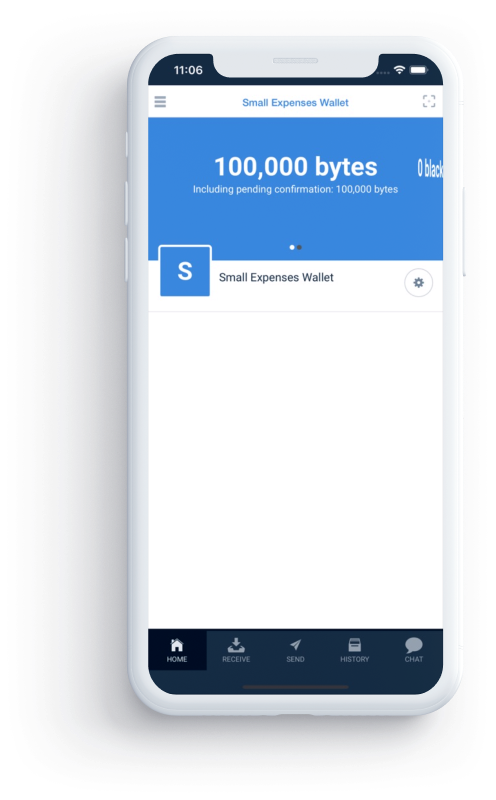 11:06
Small Expenses Wallet
100,000 bytes
0 black
Including pending confirmation: 100,000 bytes
S
Small Expenses Wallet
HOME
RECEIVE
SEND
HISTORY
CHAT